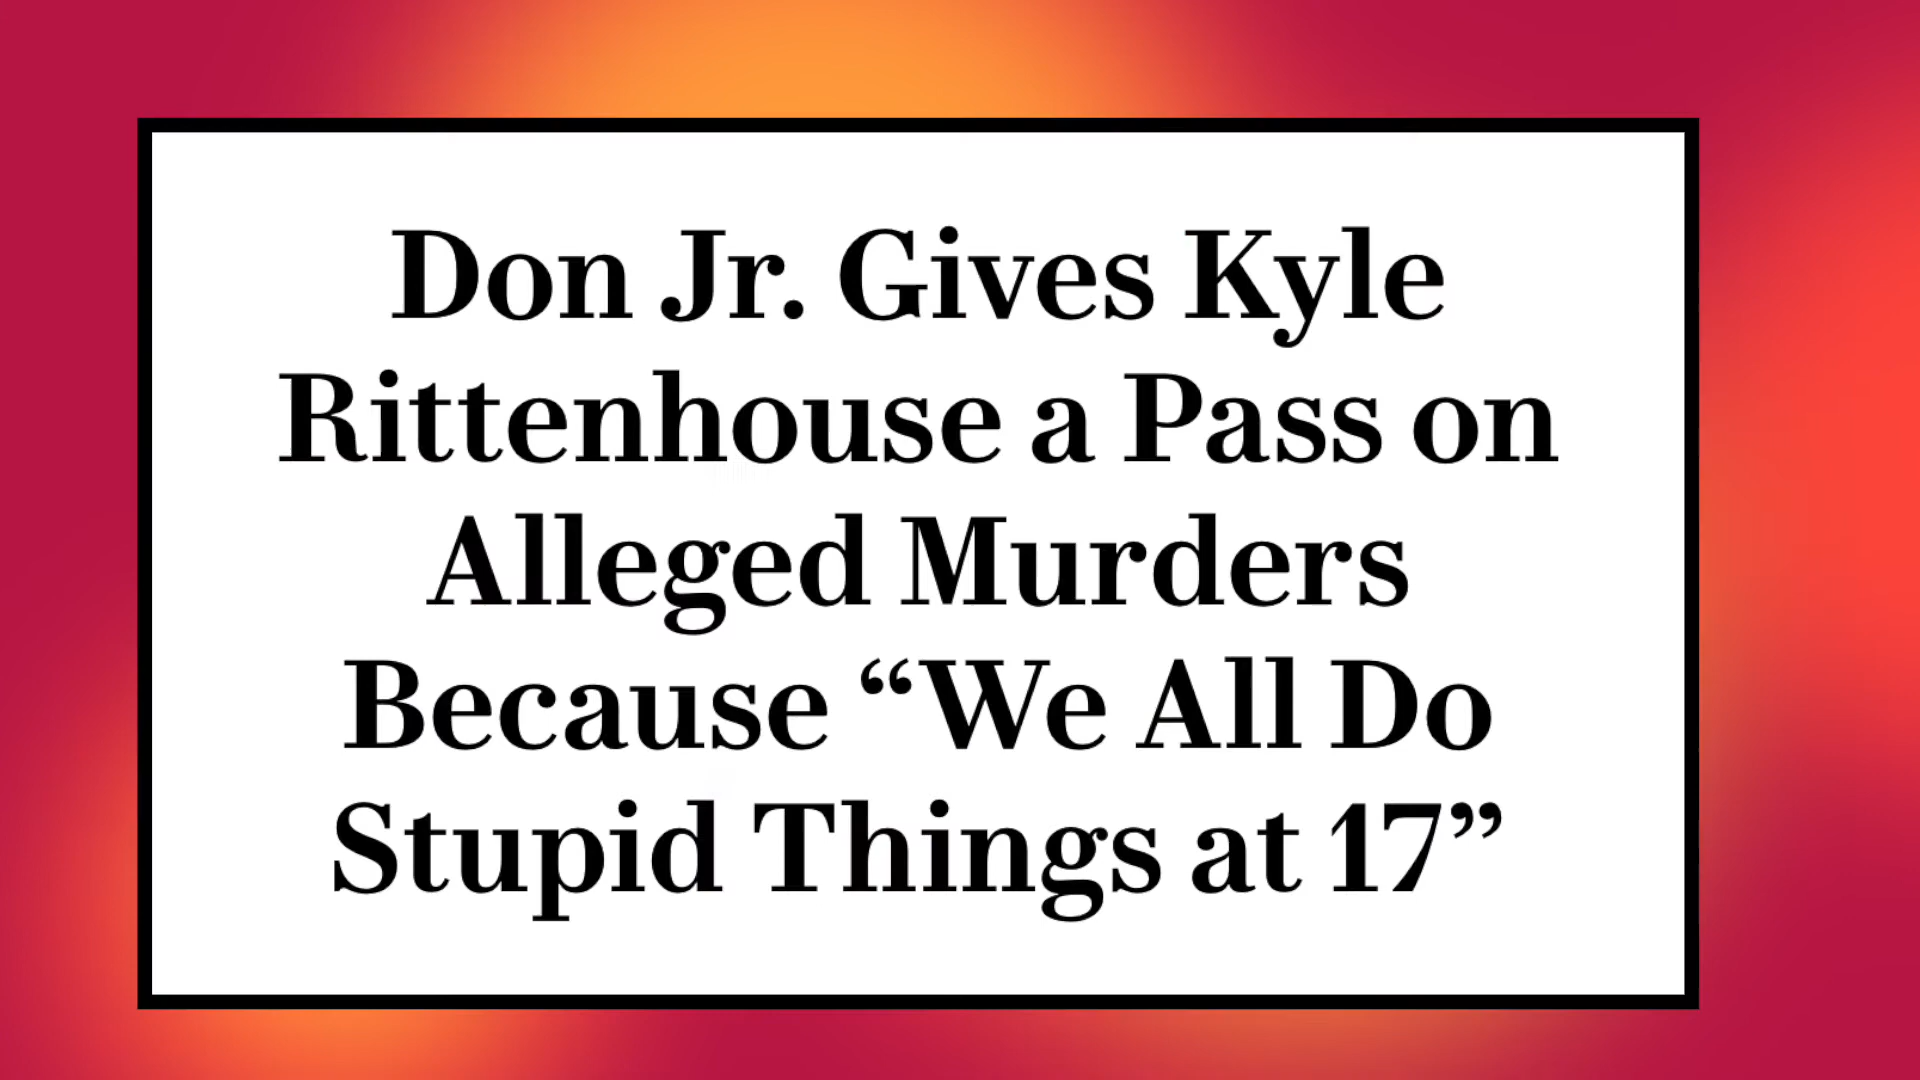 Don Jr. Gives Kyle
Rittenhouse a Pass on
Alleged Murders
Because “We All Do
Stupid Things at 17”